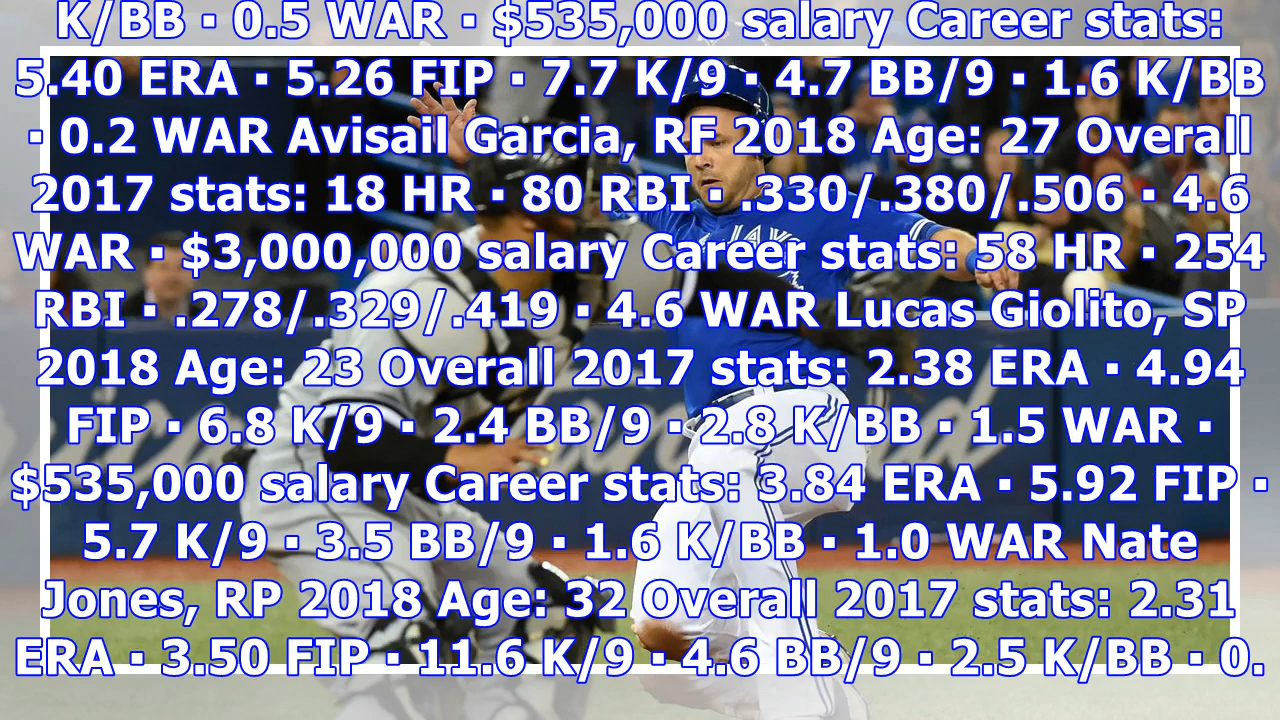 K/BB · 0.5 WAR · $535,000 salary Career stats:
5.40 ERA · 5.26 FIP · 7.7 K/9 · 4.7 BB/9 · 1.6 K/BB
· 0.2 WAR Avisail Garcia, RF 2018 Age: 27 Overall
2017 stats: 18 HR · 80 RBI · .330/.380/.506 · 4.6
WAR · $3,000,000 salary Career stats: 58 HR · 254
RBI · .278/.329/.419 · 4.6 WAR Lucas Giolito, SP
2018 Age: 23 Overall 2017 stats: 2.38 ERA · 4.94
FIP · 6.8 K/9 · 2.4 BB/9 · 2.8 K/BB · 1.5 WAR ·
$535,000 salary Career stats: 3.84 ERA · 5.92 FIP ·
5.7 K/9 · 3.5 BB/9 · 1.6 K/BB · 1.0 WAR Nate
Jones, RP 2018 Age: 32 Overall 2017 stats: 2.31
ERA · 3.50 FIP · 11.6 K/9 · 4.6 BB/9 · 2.5 K/BB · 0.